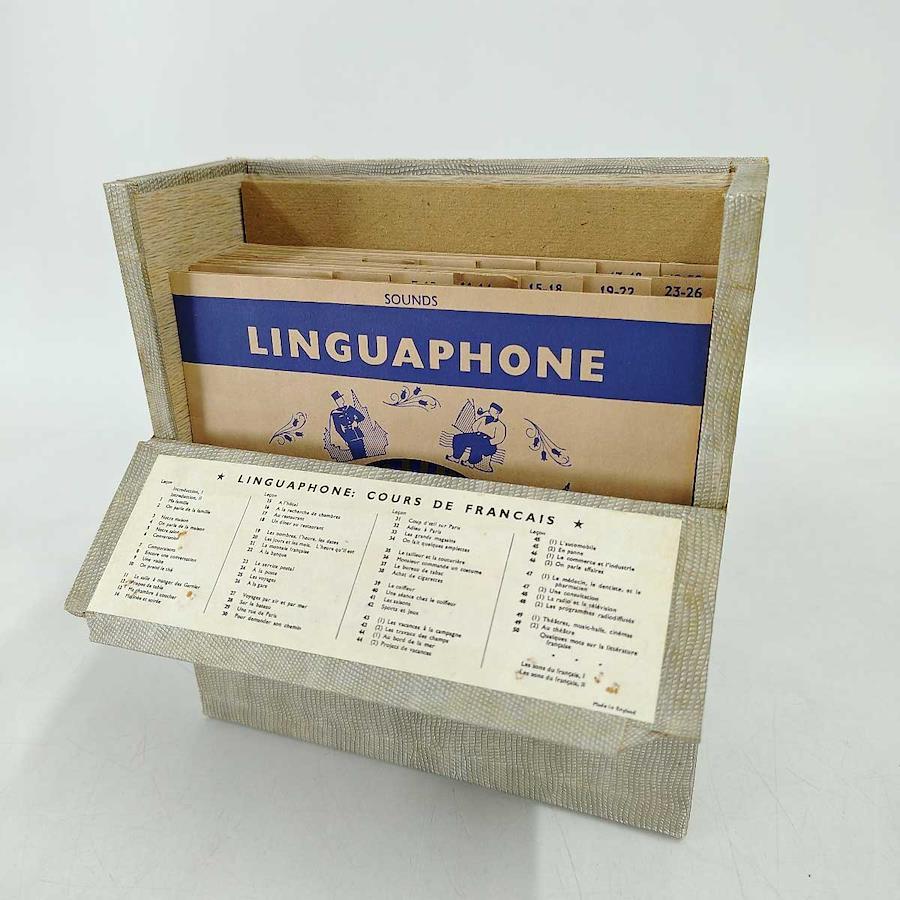 17-18
7-10
11-14
15-18
19-22
23-26
SOUNDS
LINGUAPHONE
★ LINGUAPHONE: COURS DE FRANCAIS ★
Leçon
Introduction, I
Introduction, II
1 Ma famille
2 On parle de la famille
3 Notre maison
4 On parle de la maison
5 Notre salon
6 Conversation
7 Comparaisons
8 Encore une conversation
9 Une visite
10 On prend le thé
11 La salle à manger des Garnier
12 Propos de table
13 Ma chambre à coucher
14 Matinée et soirée
Leçon
15 A l'hôtel
16 A la recherche de chambres
17 Au restaurant
18 Un dîner au restaurant
19 Les nombres, l'heure, les dates
20 Les jours et les mois. L'heure qu'il est
21 La monnaie française
22 A la banque
23 Le service postal
24 A la poste
25 Les voyages
26 A la gare
27 Voyages par air et par mer
28 Sur le bateau
29 Une rue de Paris
30 Pour demander son chemin
Leçon
31 Coup d'œil sur Paris
32 Adieu à Paris
33 Les grands magasins
34 On fait quelques emplettes
35 Le tailleur et la couturière
36 Monsieur commande un costume
37 Le bureau de tabac
38 Achat de cigarettes
39 Le coiffeur
40 Une séance chez le coiffeur
41 Les saisons
42 Sports et jeux
43 (1) Les vacances à la campagne
43 (2) Les travaux des champs
44 (1) Au bord de la mer
44 (2) Projets de vacances
Leçon
45 (1) L'automobile
45 (2) En panne
46 (1) Le commerce et l'industrie
46 (2) On parle affaires
47 (1) Le médecin, le dentiste, et le
pharmacien
47 (2) Une consultation
48 (1) La radio et la télévision
48 (2) Les programmes radiodiffusés
49 (1) Théâtres, music-halls, cinémas
49 (2) Au théâtre
50 Quelques mots sur la littérature
française
Les sons du français, I
Les sons du français, II
Made in England